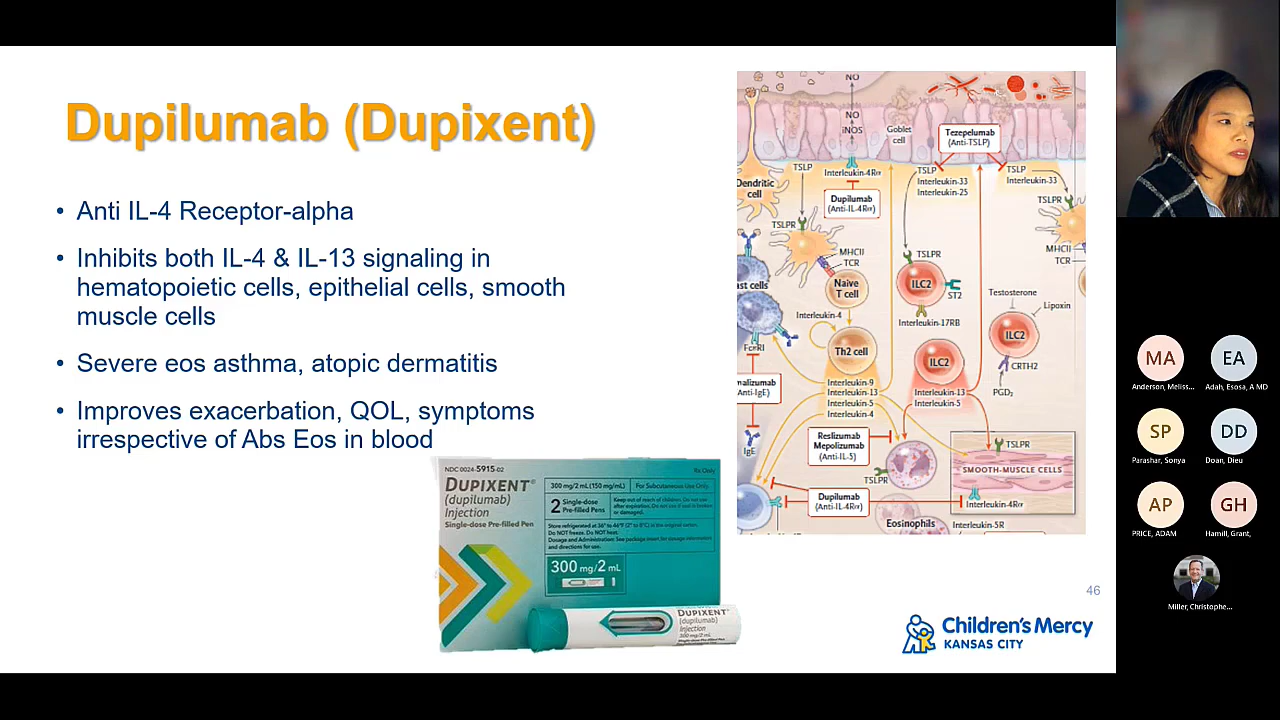 Dupilumab (Dupixent)
• Anti IL-4 Receptor-alpha
• Inhibits both IL-4 & IL-13 signaling in
hematopoietic cells, epithelial cells, smooth
muscle cells
• Severe eos asthma, atopic dermatitis
• Improves exacerbation, QOL, symptoms
irrespective of Abs Eos in blood
NDC 0024-5915-02
Rx Only
DUPIXENT®
(dupilumab)
Injection
Single-dose Pre-filled Pen
300 mg/2 mL (150 mg/mL)
For Subcutaneous Use Only
2 Single-dose
Pre-filled Pens
Keep out of reach of children. Do not use
after expiration. Do not use if
or damaged.
Store refrigerated at 36° to 46°F (2° to 8°C) in the original carton.
Do NOT freeze. Do NOT heat.
Dosage and Administration: See package insert for dosage information
and directions for use.
300 mg/2 mL
DUPIXENT®
(dupilumab)
Injection
300 mg/2 mL
Single-dose Pre-filled Pen
NO
NO
iNOS
Goblet
cell
Tezepelumab
(Anti-TSLP)
TSLP
Interleukin-4Rα
TSLP
Interleukin-33
Interleukin-25
TSLP
Interleukin-33
Dendritic
cell
Dupilumab
(Anti-IL-4Rα)
TSLPR
TSLPR
MHCII
TCR
TSLPR
MHCII
TCR
ast cells
Naive
T cell
ILC2
ST2
Testosterone
Lipoxin
Interleukin-4
Interleukin-17RB
ILC2
FcεRI
Th2 cell
ILC2
CRTH2
PGD2
malizumab
(Anti-IgE)
Interleukin-9
Interleukin-13
Interleukin-5
Interleukin-4
Interleukin-13
Interleukin-5
IgE
Reslizumab
Mepolizumab
(Anti-IL-5)
TSLPR
TSLPR
SMOOTH-MUSCLE CELLS
Dupilumab
(Anti-IL-4Rα)
Interleukin-4Rα
Eosinophils
Interleukin-5R
46
Children's Mercy
KANSAS CITY
MA
Anderson, Meliss...
EA
Adah, Esosa, A MD
SP
Parashar, Sonya
DD
Doan, Dieu
AP
PRICE, ADAM
GH
Hamill, Grant,
Miller, Christophe...